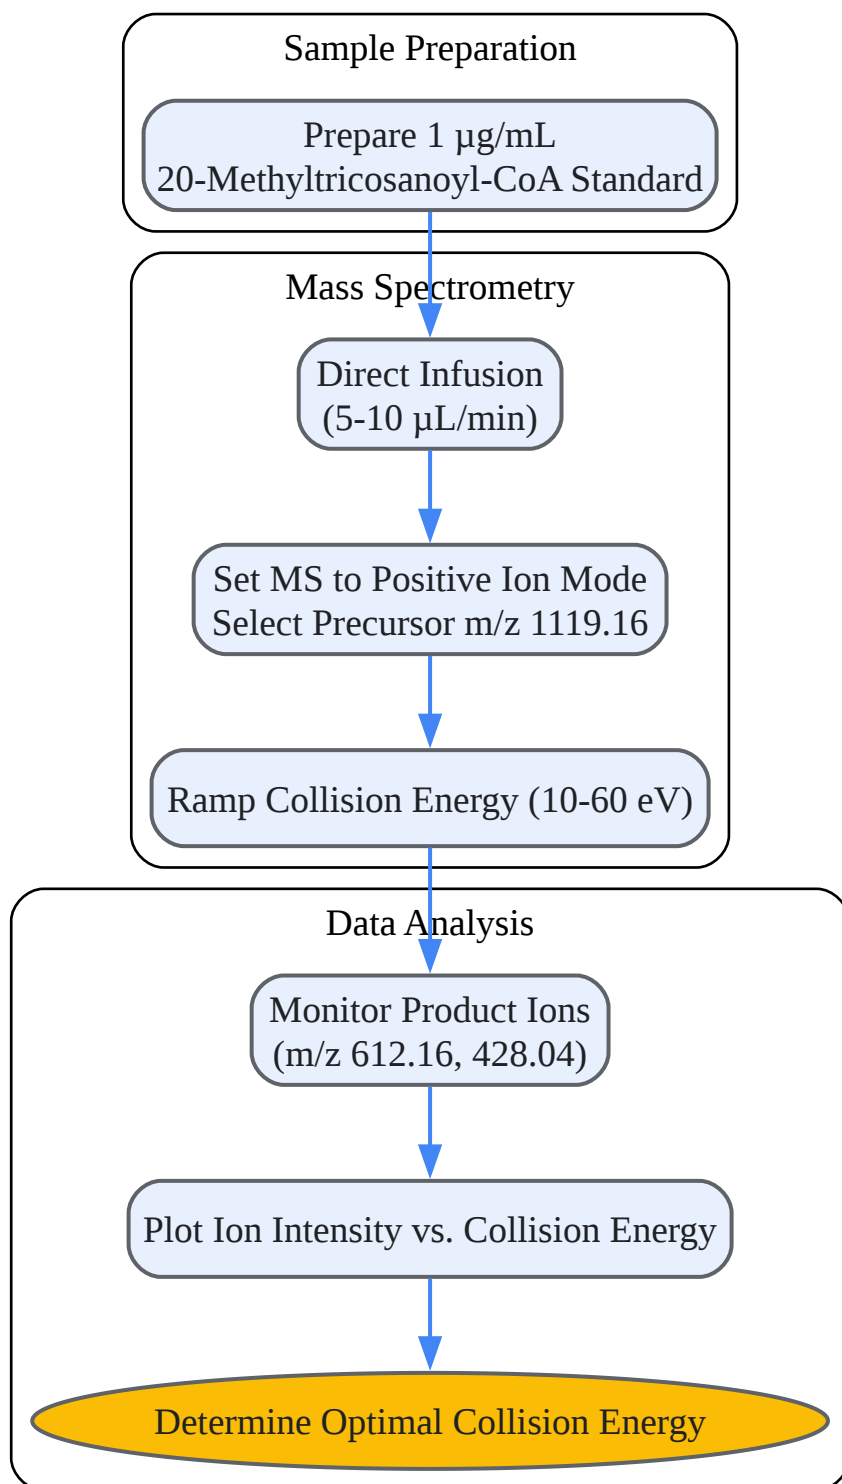 Sample Preparation
Prepare 1 µg/mL
20-Methyltricosanoyl-CoA Standard
Mass Spectrometry
Direct Infusion
(5-10 µL/min)
Set MS to Positive Ion Mode
Select Precursor m/z 1119.16
Ramp Collision Energy (10-60 eV)
Data Analysis
Monitor Product Ions
(m/z 612.16, 428.04)
Plot Ion Intensity vs. Collision Energy
Determine Optimal Collision Energy